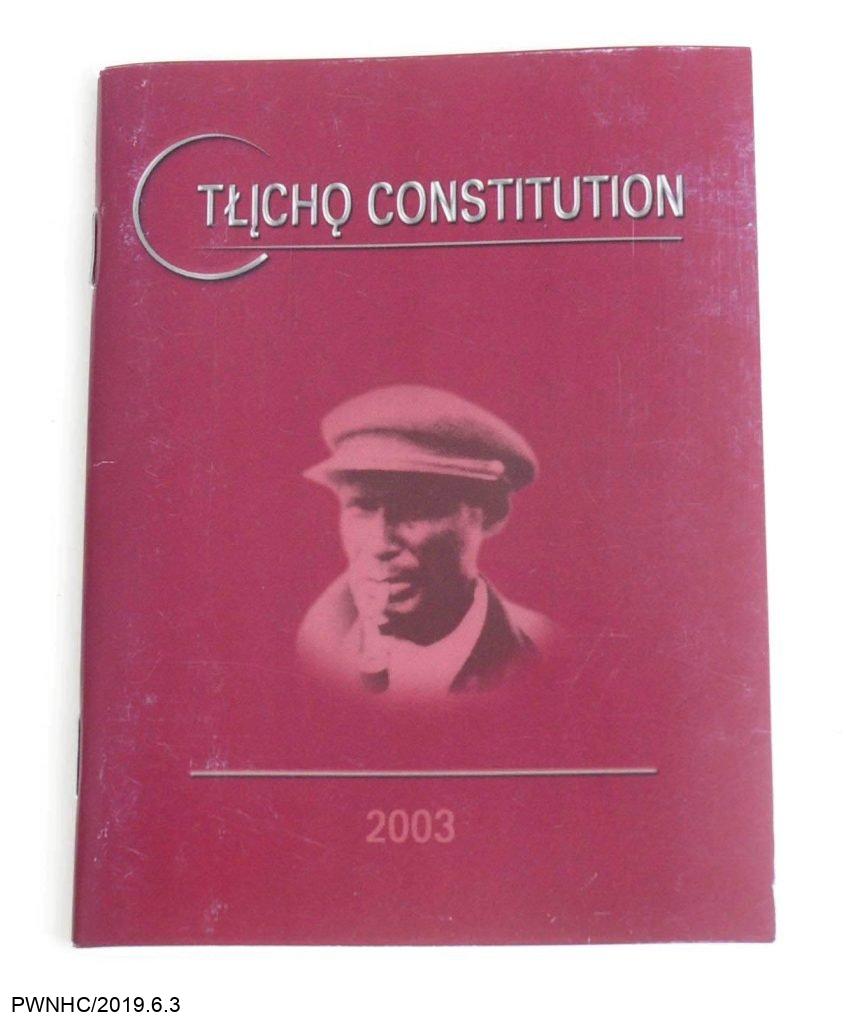 TŁĮCHǪ CONSTITUTION
2003
PWNHC/2019.6.3